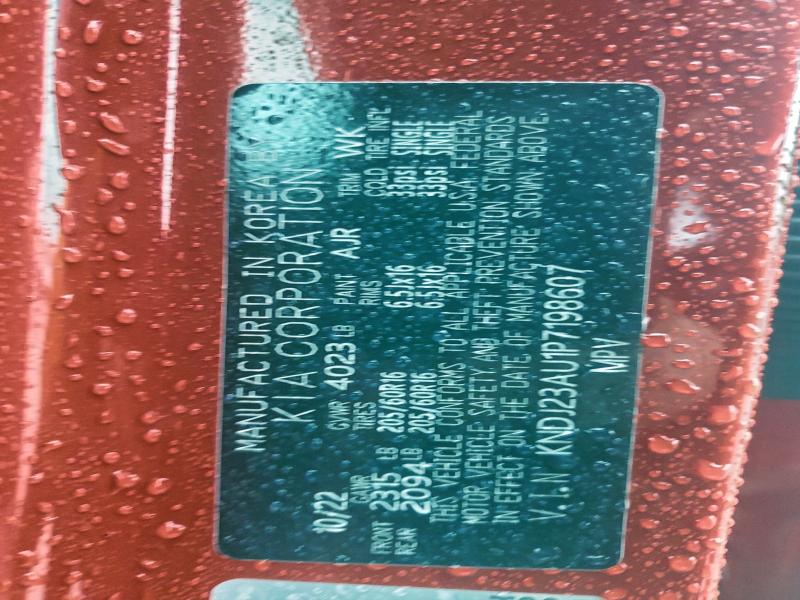 MANUFACTURED IN KOREA BY
KIA CORPORATION
10/22 GVWR 4023 LB PAINT AJR TRIM WK
GAWR TIRES RIMS COLD TIRE INFL
FRONT 2315 LB 205/60R16 6.5Jx16 33psi SINGLE
REAR 2094 LB 205/60R16 6.5Jx16 33psi SINGLE
THIS VEHICLE CONFORMS TO ALL APPLICABLE U.S.A. FEDERAL
MOTOR VEHICLE SAFETY AND THEFT PREVENTION STANDARDS
IN EFFECT ON THE DATE OF MANUFACTURE SHOWN ABOVE.
V.I.N KNDJ23AU1P7198607
MPV